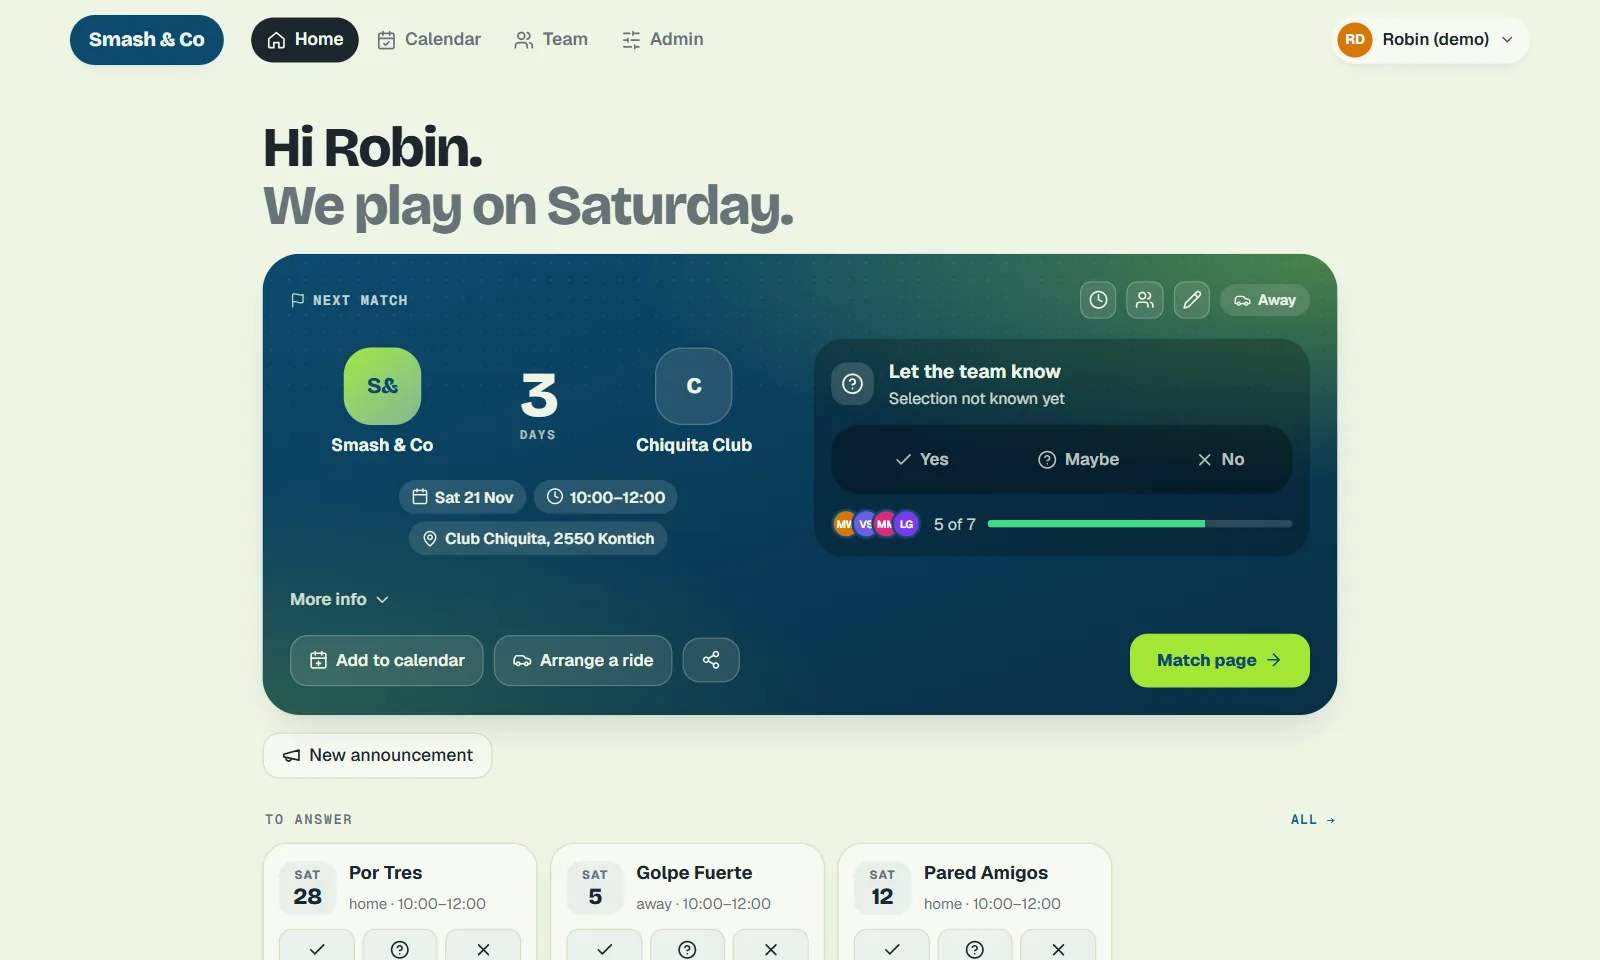 Smash & Co
Home
Calendar
Team
Admin
RD
Robin (demo)
Hi Robin.
We play on Saturday.
NEXT MATCH
Away
S&
Smash & Co
3
DAYS
C
Chiquita Club
Sat 21 Nov
10:00–12:00
Club Chiquita, 2550 Kontich
Let the team know
Selection not known yet
Yes
Maybe
No
LG
5 of 7
More info
Add to calendar
Arrange a ride
Match page →
New announcement
TO ANSWER
ALL →
SAT
28
Por Tres
home · 10:00–12:00
SAT
5
Golpe Fuerte
away · 10:00–12:00
SAT
12
Pared Amigos
home · 10:00–12:00